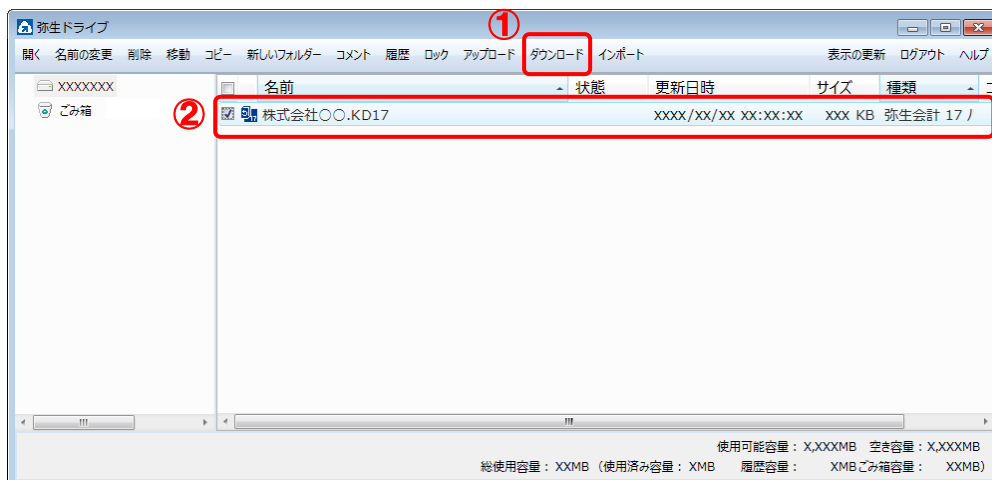 弥生ドライブ
①
開く 名前の変更 削除 移動 コピー 新しいフォルダー コメント 履歴 ロック アップロード ダウンロード インポート 表示の更新 ログアウト ヘルプ
XXXXXXX 名前 状態 更新日時 サイズ 種類
ごみ箱 ② 株式会社○○.KD17 XXXX/XX/XX XX:XX:XX XXX KB 弥生会計 17
使用可能容量： X,XXXMB 空き容量： X,XXXMB
総使用容量： XXMB（使用済み容量： XMB 履歴容量： XMB ごみ箱容量： XXMB）